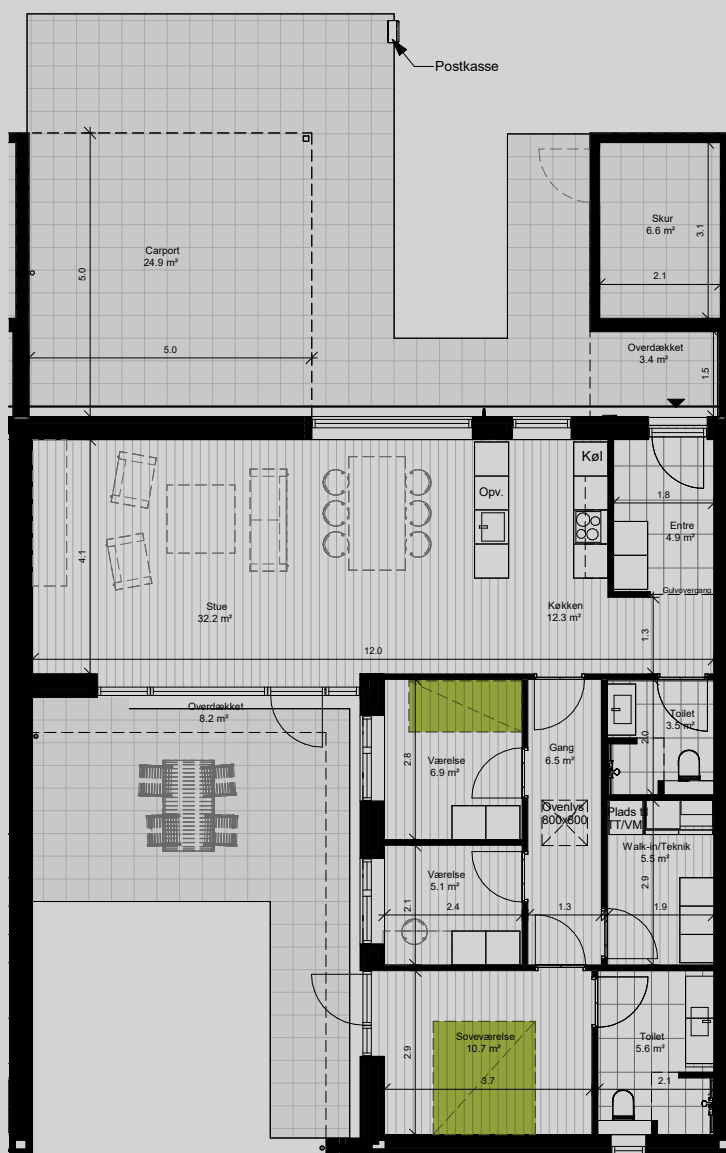 Postkasse
Skur
6.6 m²
3.1
2.1
Carport
24.9 m²
5.0
5.0
Overdækket
3.4 m²
1.5
Køl
Opv.
1.8
Entre
4.9 m²
Gulvovergang
4.1
Stue
32.2 m²
Køkken
12.3 m²
1.3
12.0
Overdækket
8.2 m²
Toilet
3.5 m²
2.0
2.8
Værelse
6.9 m²
Gang
6.5 m²
Ovenlys
800x800
Plads til
TT/VM
Walk-in/Teknik
5.5 m²
2.9
Værelse
5.1 m²
2.1
2.4
1.3
1.9
Soveværelse
10.7 m²
2.9
3.7
Toilet
5.6 m²
2.1